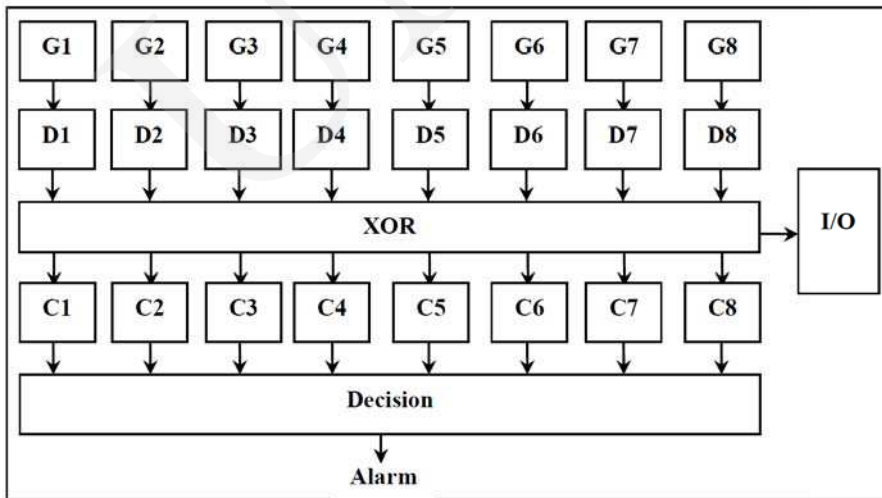 G1 G2 G3 G4 G5 G6 G7 G8
D1 D2 D3 D4 D5 D6 D7 D8
XOR
I/O
C1 C2 C3 C4 C5 C6 C7 C8
Decision
Alarm